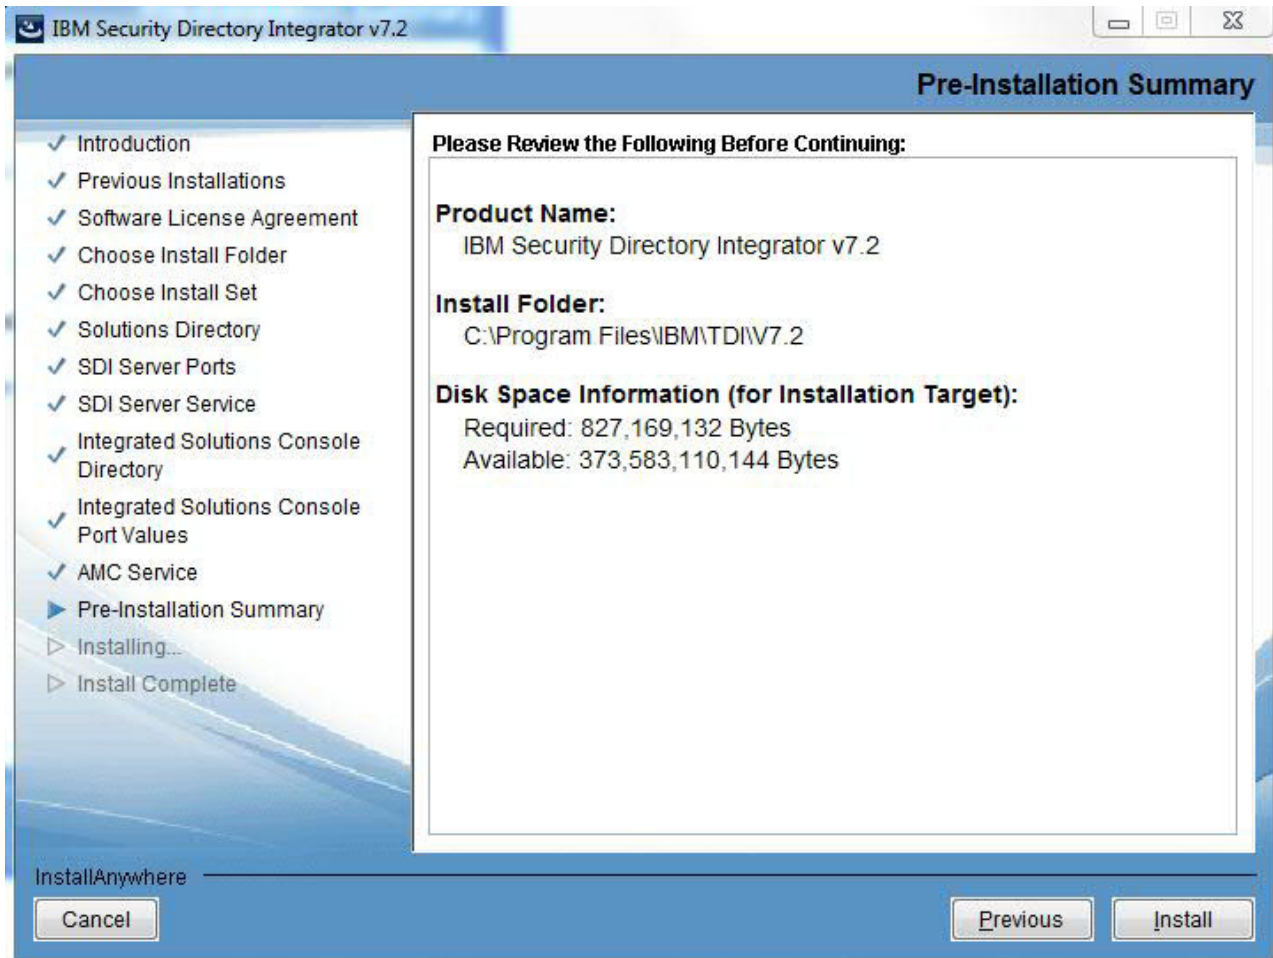 IBM Security Directory Integrator v7.2
Pre-Installation Summary
Introduction
Previous Installations
Software License Agreement
Choose Install Folder
Choose Install Set
Solutions Directory
SDI Server Ports
SDI Server Service
Integrated Solutions Console
Directory
Integrated Solutions Console
Port Values
AMC Service
Pre-Installation Summary
Installing...
Install Complete
Please Review the Following Before Continuing:
Product Name:
IBM Security Directory Integrator v7.2
Install Folder:
C:\Program Files\IBM\TDI\V7.2
Disk Space Information (for Installation Target):
Required: 827,169,132 Bytes
Available: 373,583,110,144 Bytes
InstallAnywhere
Cancel
Previous
Install